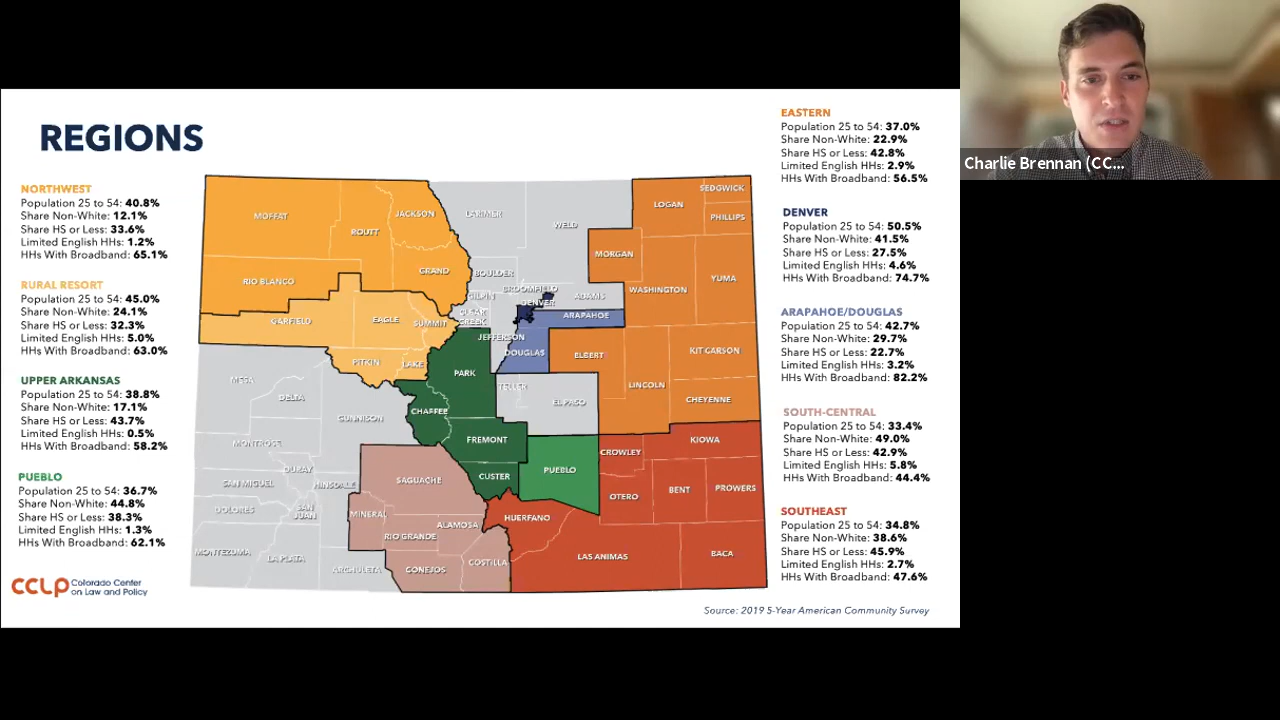 REGIONS
NORTHWEST
Population 25 to 54: 40.8%
Share Non-White: 12.1%
Share HS or Less: 33.6%
Limited English HHs: 1.2%
HHs With Broadband: 65.1%
RURAL RESORT
Population 25 to 54: 45.0%
Share Non-White: 24.1%
Share HS or Less: 32.3%
Limited English HHs: 5.0%
HHs With Broadband: 63.0%
UPPER ARKANSAS
Population 25 to 54: 38.8%
Share Non-White: 17.1%
Share HS or Less: 43.7%
Limited English HHs: 0.5%
HHs With Broadband: 58.2%
PUEBLO
Population 25 to 54: 36.7%
Share Non-White: 44.8%
Share HS or Less: 38.3%
Limited English HHs: 1.3%
HHs With Broadband: 62.1%
CCLP Colorado Center
on Law and Policy
MOFFAT
ROUTT
JACKSON
LARIMER
WELD
LOGAN
SEDGWICK
PHILLIPS
MORGAN
RIO BLANCO
GRAND
BOULDER
BROOMFIELD
WASHINGTON
YUMA
GILPIN
DENVER
ADAMS
GARFIELD
EAGLE
SUMMIT
CLEAR
CREEK
ARAPAHOE
JEFFERSON
DOUGLAS
ELBERT
KIT CARSON
PITKIN
LAKE
PARK
MESA
DELTA
TELLER
LINCOLN
CHEYENNE
EL PASO
GUNNISON
CHAFFEE
FREMONT
MONTROSE
KIOWA
CROWLEY
OURAY
PUEBLO
CUSTER
SAGUACHE
SAN MIGUEL
HINSDALE
OTERO
BENT
PROWERS
DOLORES
SAN
JUAN
MINERAL
ALAMOSA
HUERFANO
RIO GRANDE
MONTEZUMA
LA PLATA
ARCHULETA
CONEJOS
COSTILLA
LAS ANIMAS
BACA
EASTERN
Population 25 to 54: 37.0%
Share Non-White: 22.9%
Share HS or Less: 42.8%
Limited English HHs: 2.9%
HHs With Broadband: 56.5%
DENVER
Population 25 to 54: 50.5%
Share Non-White: 41.5%
Share HS or Less: 27.5%
Limited English HHs: 4.6%
HHs With Broadband: 74.7%
ARAPAHOE/DOUGLAS
Population 25 to 54: 42.7%
Share Non-White: 29.7%
Share HS or Less: 22.7%
Limited English HHs: 3.2%
HHs With Broadband: 82.2%
SOUTH-CENTRAL
Population 25 to 54: 33.4%
Share Non-White: 49.0%
Share HS or Less: 42.9%
Limited English HHs: 5.8%
HHs With Broadband: 44.4%
SOUTHEAST
Population 25 to 54: 34.8%
Share Non-White: 38.6%
Share HS or Less: 45.9%
Limited English HHs: 2.7%
HHs With Broadband: 47.6%
Source: 2019 5-Year American Community Survey
Charlie Brennan (CC...